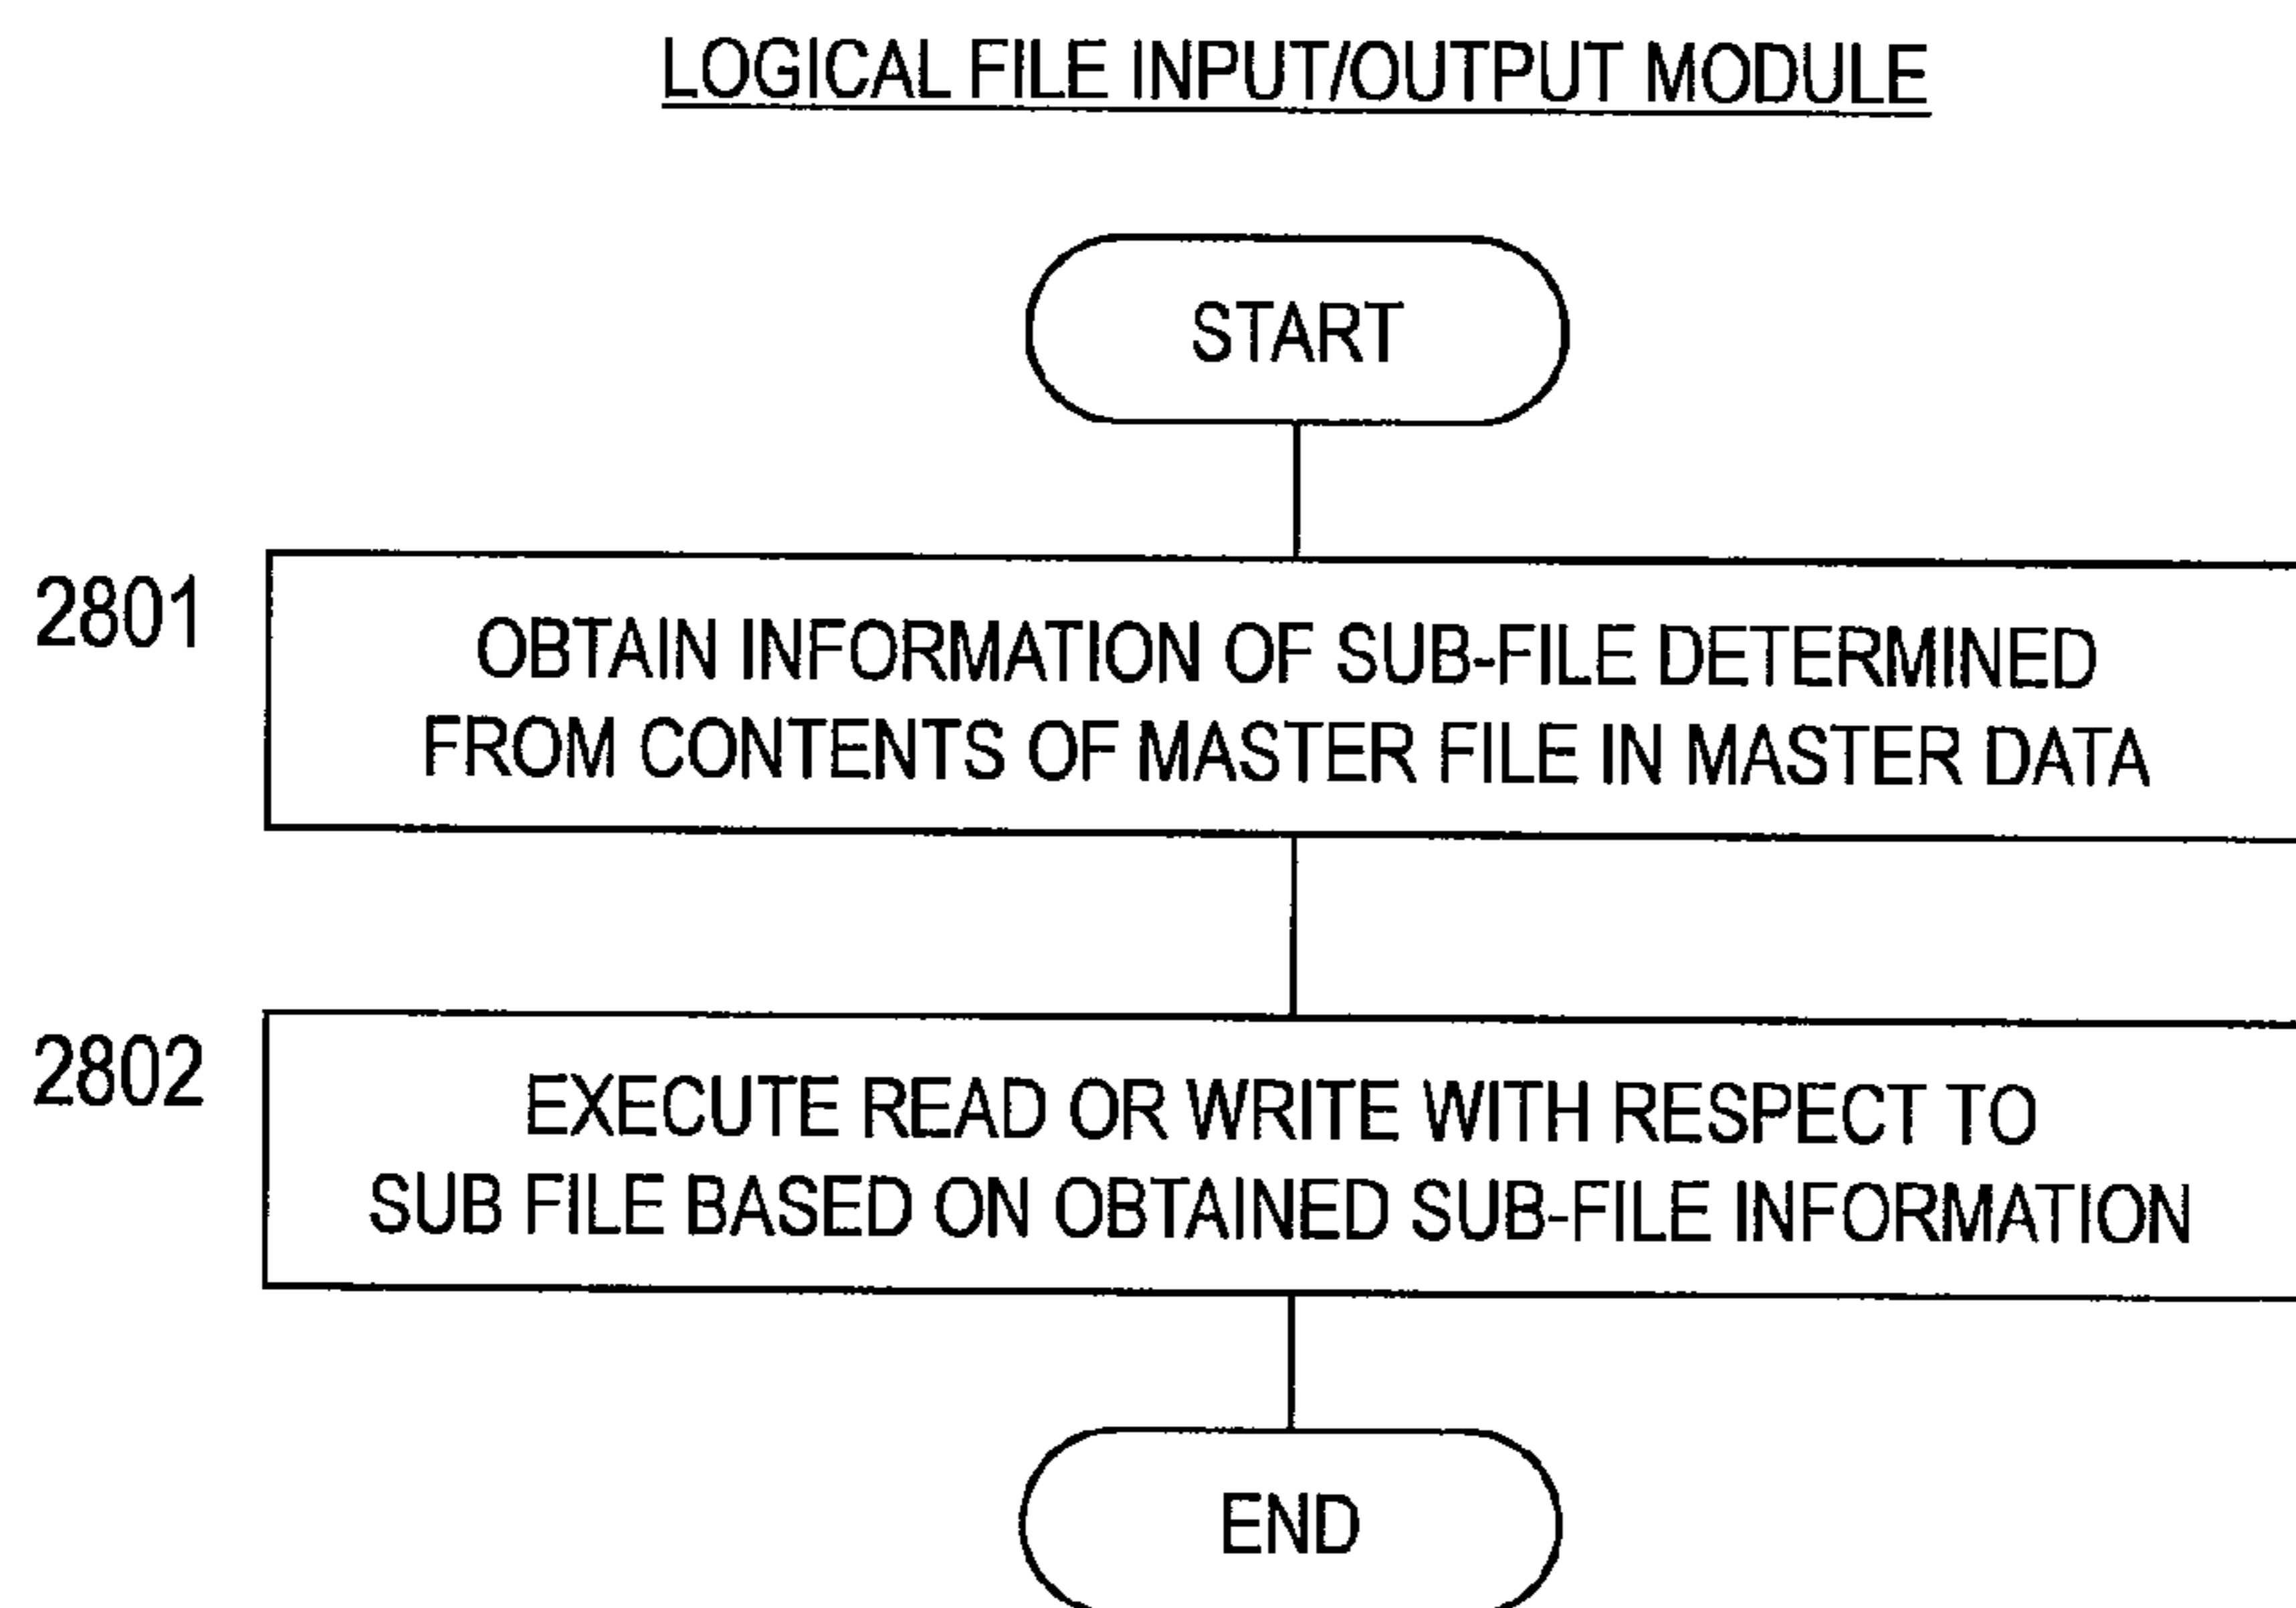 LOGICAL FILE INPUT/OUTPUT MODULE
START
2801
OBTAIN INFORMATION OF SUB-FILE DETERMINED
FROM CONTENTS OF MASTER FILE IN MASTER DATA
2802
EXECUTE READ OR WRITE WITH RESPECT TO
SUB FILE BASED ON OBTAINED SUB-FILE INFORMATION
END